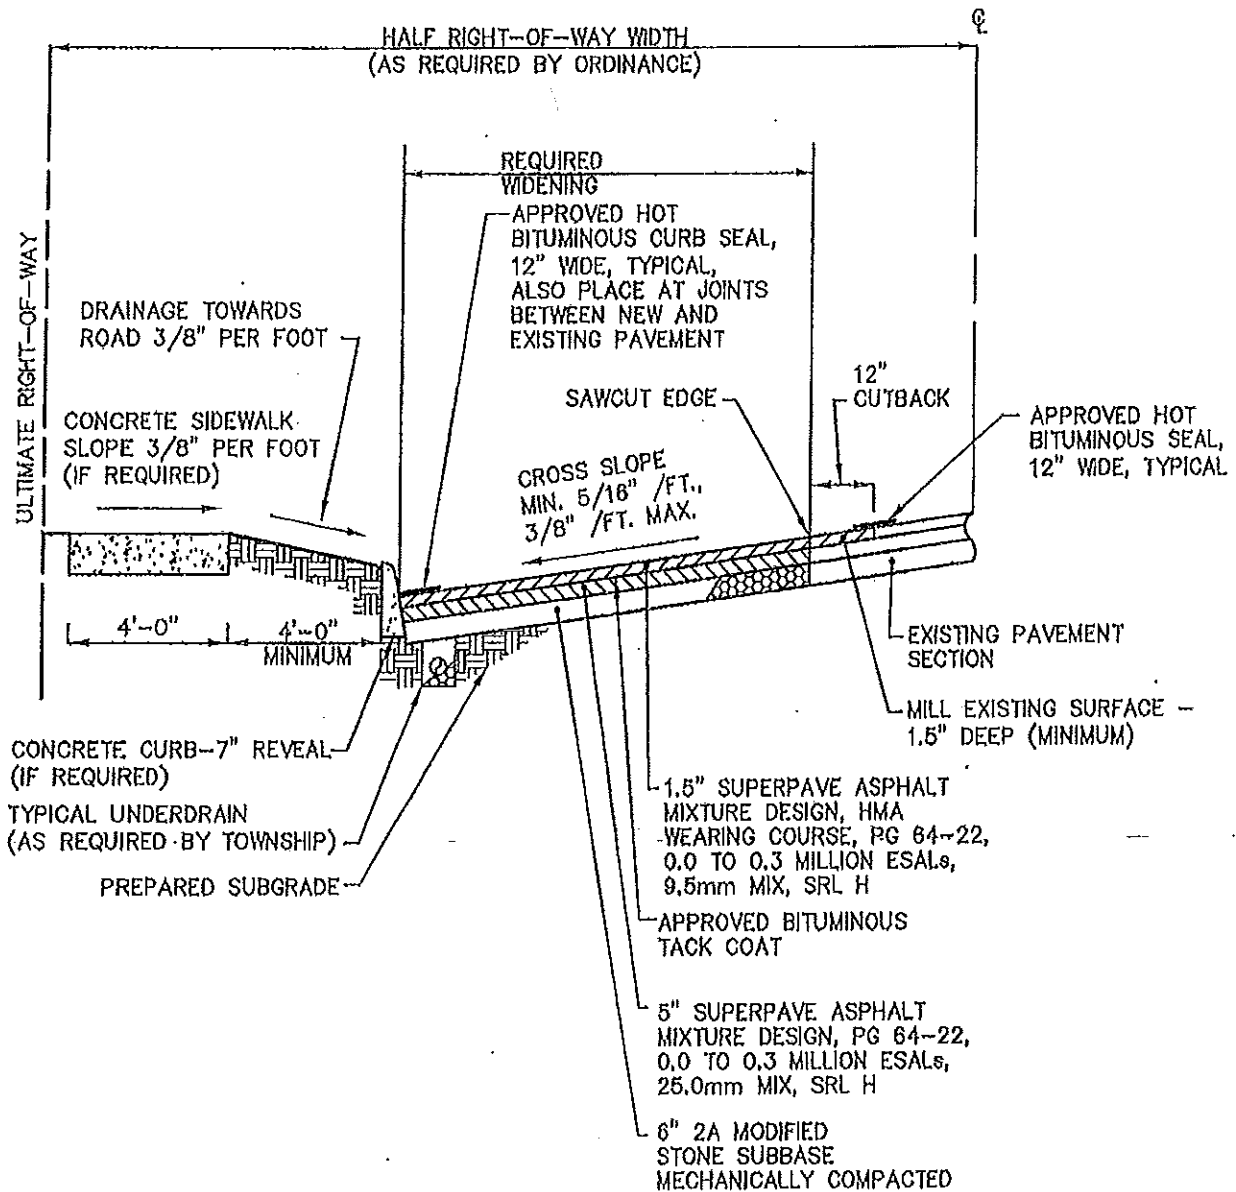 ℄
HALF RIGHT-OF-WAY WIDTH
(AS REQUIRED BY ORDINANCE)
REQUIRED
WIDENING
APPROVED HOT
BITUMINOUS CURB SEAL,
12" WIDE, TYPICAL,
ALSO PLACE AT JOINTS
BETWEEN NEW AND
EXISTING PAVEMENT
ULTIMATE RIGHT-OF-WAY
DRAINAGE TOWARDS
ROAD 3/8" PER FOOT
CONCRETE SIDEWALK
SLOPE 3/8" PER FOOT
(IF REQUIRED)
SAWCUT EDGE
12"
CUTBACK
APPROVED HOT
BITUMINOUS SEAL,
12" WIDE, TYPICAL
CROSS SLOPE
MIN. 5/16" /FT.,
3/8" /FT. MAX.
4'-0"
4'-0"
MINIMUM
EXISTING PAVEMENT
SECTION
MILL EXISTING SURFACE -
1.5" DEEP (MINIMUM)
CONCRETE CURB-7" REVEAL
(IF REQUIRED)
TYPICAL UNDERDRAIN
(AS REQUIRED BY TOWNSHIP)
PREPARED SUBGRADE
1.5" SUPERPAVE ASPHALT
MIXTURE DESIGN, HMA
WEARING COURSE, PG 64-22,
0.0 TO 0.3 MILLION ESALs,
9.5mm MIX, SRL H
APPROVED BITUMINOUS
TACK COAT
5" SUPERPAVE ASPHALT
MIXTURE DESIGN, PG 64-22,
0.0 TO 0.3 MILLION ESALs,
25.0mm MIX, SRL H
6" 2A MODIFIED
STONE SUBBASE
MECHANICALLY COMPACTED